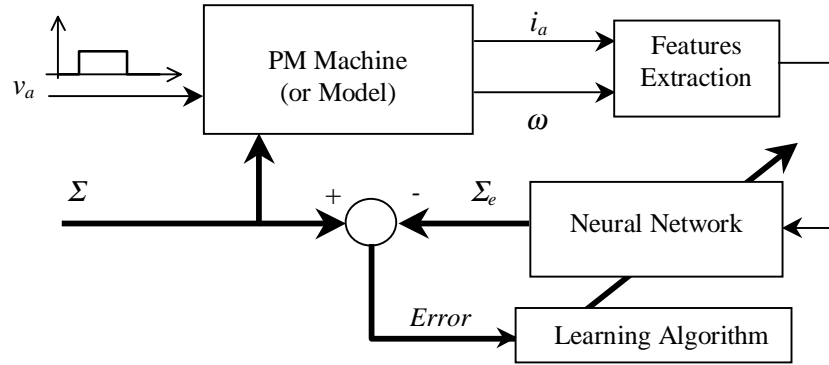 PM Machine
(or Model)
i_a
Features
Extraction
v_a
ω
Σ
+
-
Σ_e
Neural Network
Error
Learning Algorithm